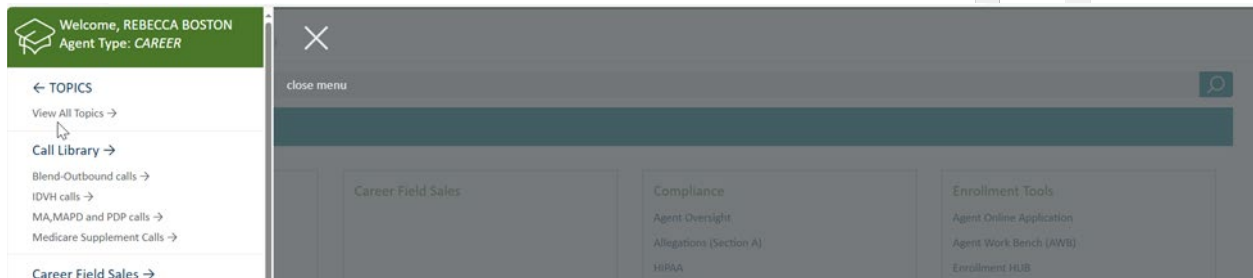 Welcome, REBECCA BOSTON
Agent Type: CAREER
← TOPICS
View All Topics →
Call Library →
Blend-Outbound calls →
IDVH calls →
MA,MAPD and PDP calls →
Medicare Supplement Calls →
Career Field Sales →
close menu
Career Field Sales
Compliance
Agent Oversight
Allegations (Section A)
HIPAA
Enrollment Tools
Agent Online Application
Agent Work Bench (AWB)
Enrollment HUB